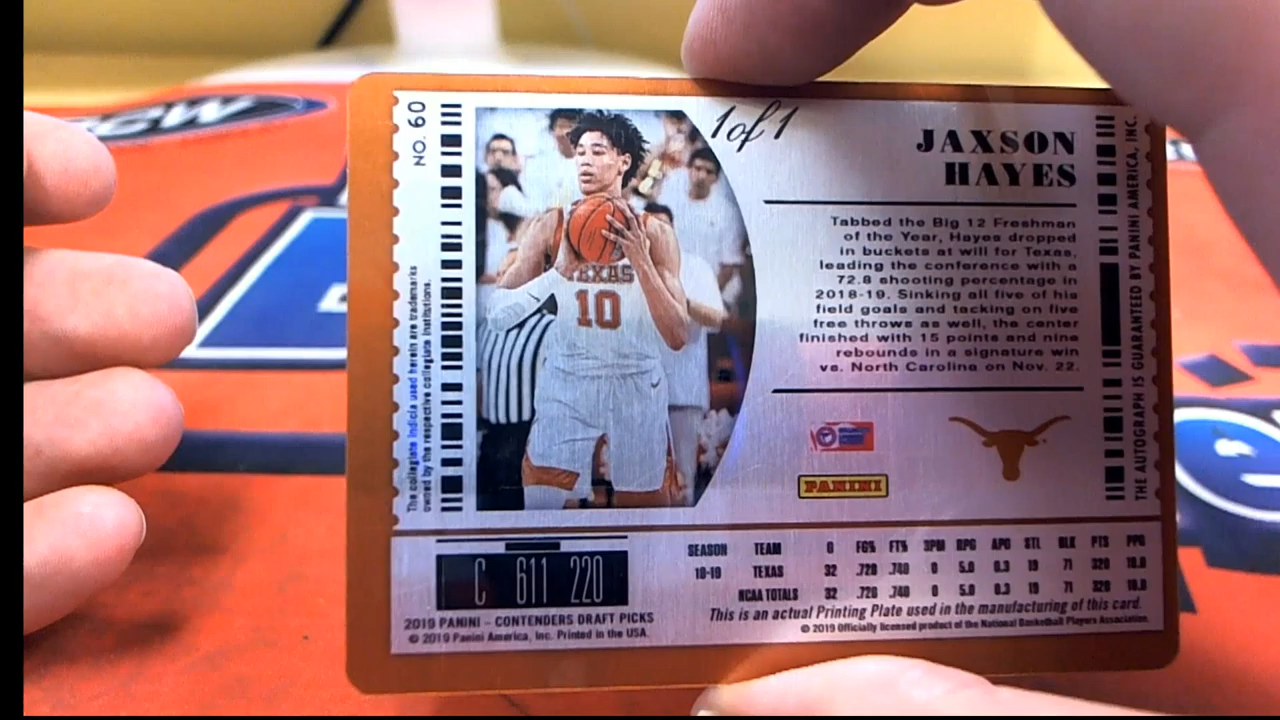 CW
NO. 60
1 of 1
JAXSON
HAYES
Tabbed the Big 12 Freshman
of the Year, Hayes dropped
in buckets at will for Texas,
leading the conference with a
72.8 shooting percentage in
2018-19. Sinking all five of his
field goals and tacking on five
free throws as well, the center
finished with 15 points and nine
rebounds in a signature win
vs. North Carolina on Nov. 22.
TEXAS
10
The collegiate indicia used herein are trademarks
owned by the respective collegiate institutions.
THE AUTOGRAPH IS GUARANTEED BY PANINI AMERICA, INC.
PANINI
C 611 220
SEASON TEAM G FG% FT% 3PM RPG APG STL BLK PTS PPG
18-19 TEXAS 32 .728 .740 0 5.0 0.3 19 71 320 10.0
NCAA TOTALS 32 .728 .740 0 5.0 0.3 19 71 320 10.0
This is an actual Printing Plate used in the manufacturing of this card.
2019 PANINI – CONTENDERS DRAFT PICKS
© 2019 Panini America, Inc. Printed in the USA.
© 2019 Officially licensed product of the National Basketball Players Association.